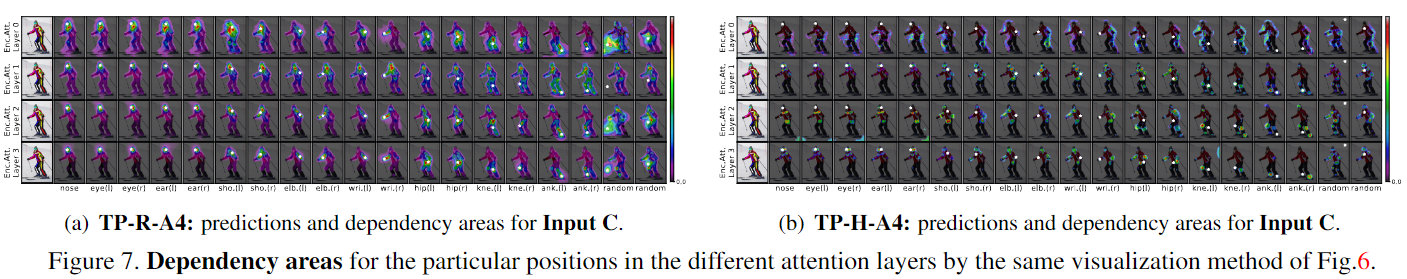 Enc.Att. Layer 0
Enc.Att. Layer 1
Enc.Att. Layer 2
Enc.Att. Layer 3
nose eye(l) eye(r) ear(l) ear(r) sho.(l) sho.(r) elb.(l) elb.(r) wri.(l) wri.(r) hip(l) hip(r) kne.(l) kne.(r) ank.(l) ank.(r) random random
0.0
Enc.Att. Layer 0
Enc.Att. Layer 1
Enc.Att. Layer 2
Enc.Att. Layer 3
nose eye(l) eye(r) ear(l) ear(r) sho.(l) sho.(r) elb.(l) elb.(r) wri.(l) wri.(r) hip(l) hip(r) kne.(l) kne.(r) ank.(l) ank.(r) random random
0.0
(a) TP-R-A4: predictions and dependency areas for Input C.
(b) TP-H-A4: predictions and dependency areas for Input C.
Figure 7. Dependency areas for the particular positions in the different attention layers by the same visualization method of Fig.6.